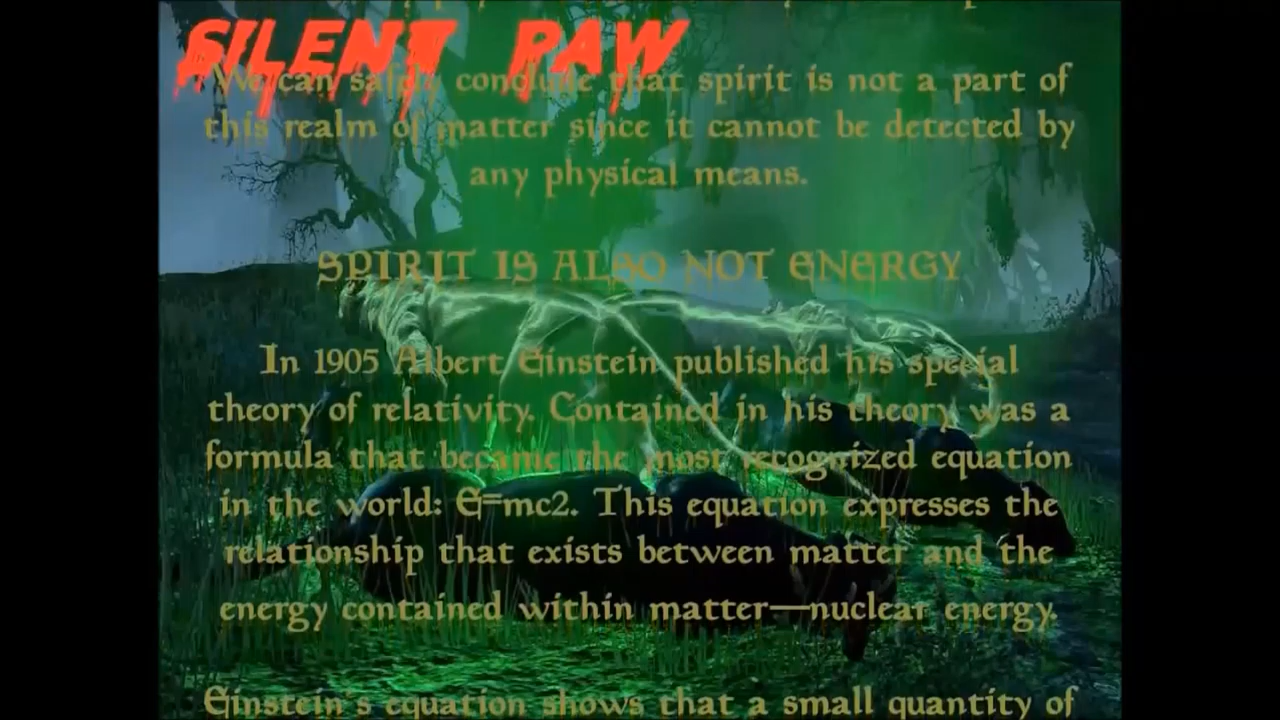 SILENT PAW
We can safely conclude that spirit is not a part of
this realm of matter since it cannot be detected by
any physical means.
SPIRIT IS ALSO NOT ENERGY
In 1905 Albert Einstein published his special
theory of relativity. Contained in his theory was a
formula that became the most recognized equation
in the world: E=mc2. This equation expresses the
relationship that exists between matter and the
energy contained within matter—nuclear energy.
Einstein's equation shows that a small quantity of